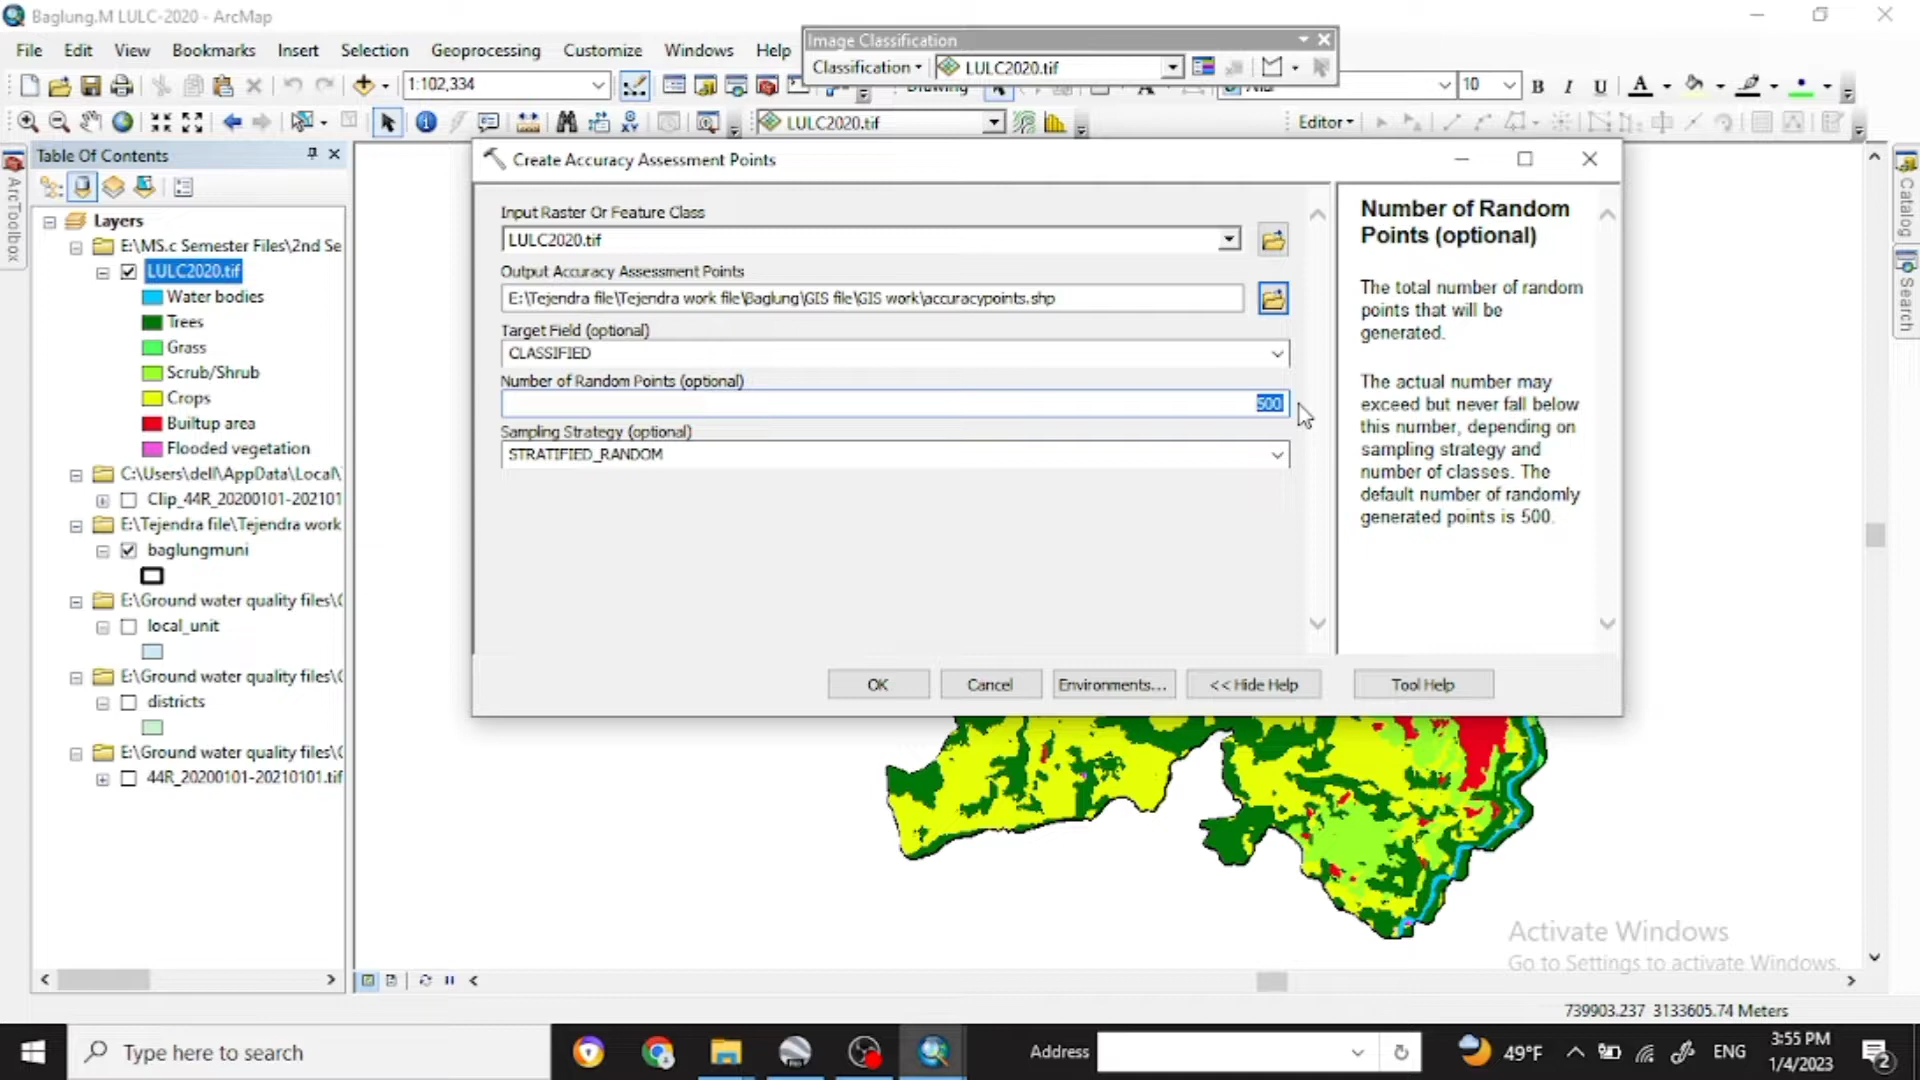 Baglung.M LULC-2020 - ArcMap
File Edit View Bookmarks Insert Selection Geoprocessing Customize Windows Help
Image Classification
Classification LULC2020.tif
1:102,334
10 B I U A
LULC2020.tif
Editor
Table Of Contents
ArcToolbox
Layers
E:\MS.c Semester Files\2nd Se
LULC2020.tif
Water bodies
Trees
Grass
Scrub/Shrub
Crops
Builtup area
Flooded vegetation
C:\Users\dell\AppData\Local\
Clip_44R_20200101-202101
E:\Tejendra file\Tejendra work
baglungmuni
E:\Ground water quality files\(
local_unit
E:\Ground water quality files\(
districts
E:\Ground water quality files\(
44R_20200101-20210101.tif
Create Accuracy Assessment Points
Input Raster Or Feature Class
LULC2020.tif
Output Accuracy Assessment Points
E:\Tejendra file\Tejendra work file\Baglung\GIS file\GIS work\accuracypoints.shp
Target Field (optional)
CLASSIFIED
Number of Random Points (optional)
500
Sampling Strategy (optional)
STRATIFIED_RANDOM
OK Cancel Environments... << Hide Help Tool Help
Number of Random
Points (optional)
The total number of random
points that will be
generated.
The actual number may
exceed but never fall below
this number, depending on
sampling strategy and
number of classes. The
default number of randomly
generated points is 500.
Catalog
Search
Activate Windows
Go to Settings to activate Windows.
739903.237 3133605.74 Meters
Type here to search
Address
49°F
ENG
3:55 PM
1/4/2023
2